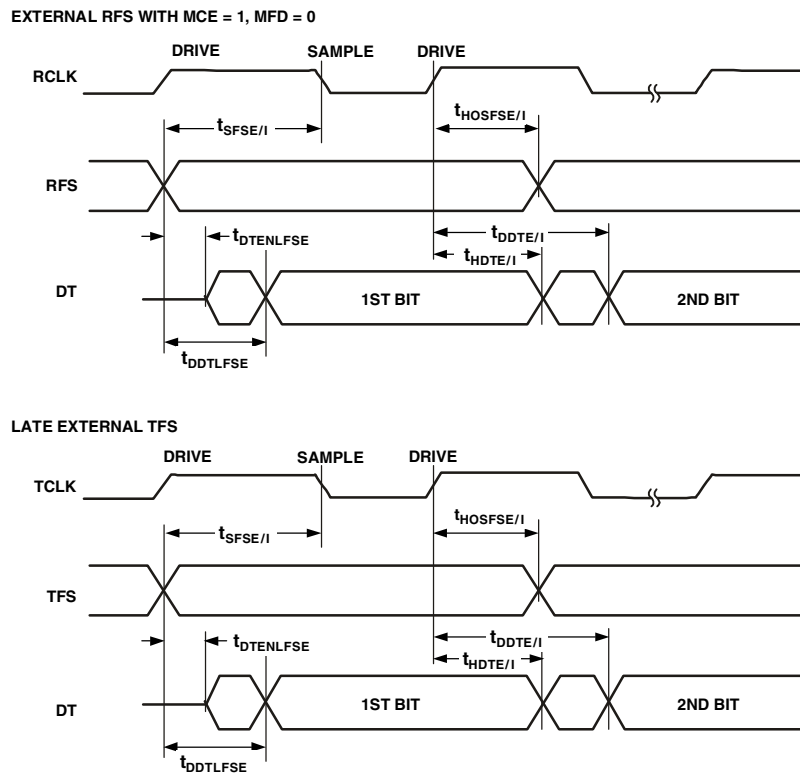 EXTERNAL RFS WITH MCE = 1, MFD = 0
DRIVE SAMPLE DRIVE
RCLK
tSFSE/I tHOSFSE/I
RFS
tDTENLFSE tDDTE/I
tHDTE/I
DT 1ST BIT 2ND BIT
tDDTLFSE
LATE EXTERNAL TFS
DRIVE SAMPLE DRIVE
TCLK
tHOSFSE/I
tSFSE/I
TFS
tDTENLFSE tDDTE/I
tHDTE/I
DT 1ST BIT 2ND BIT
tDDTLFSE